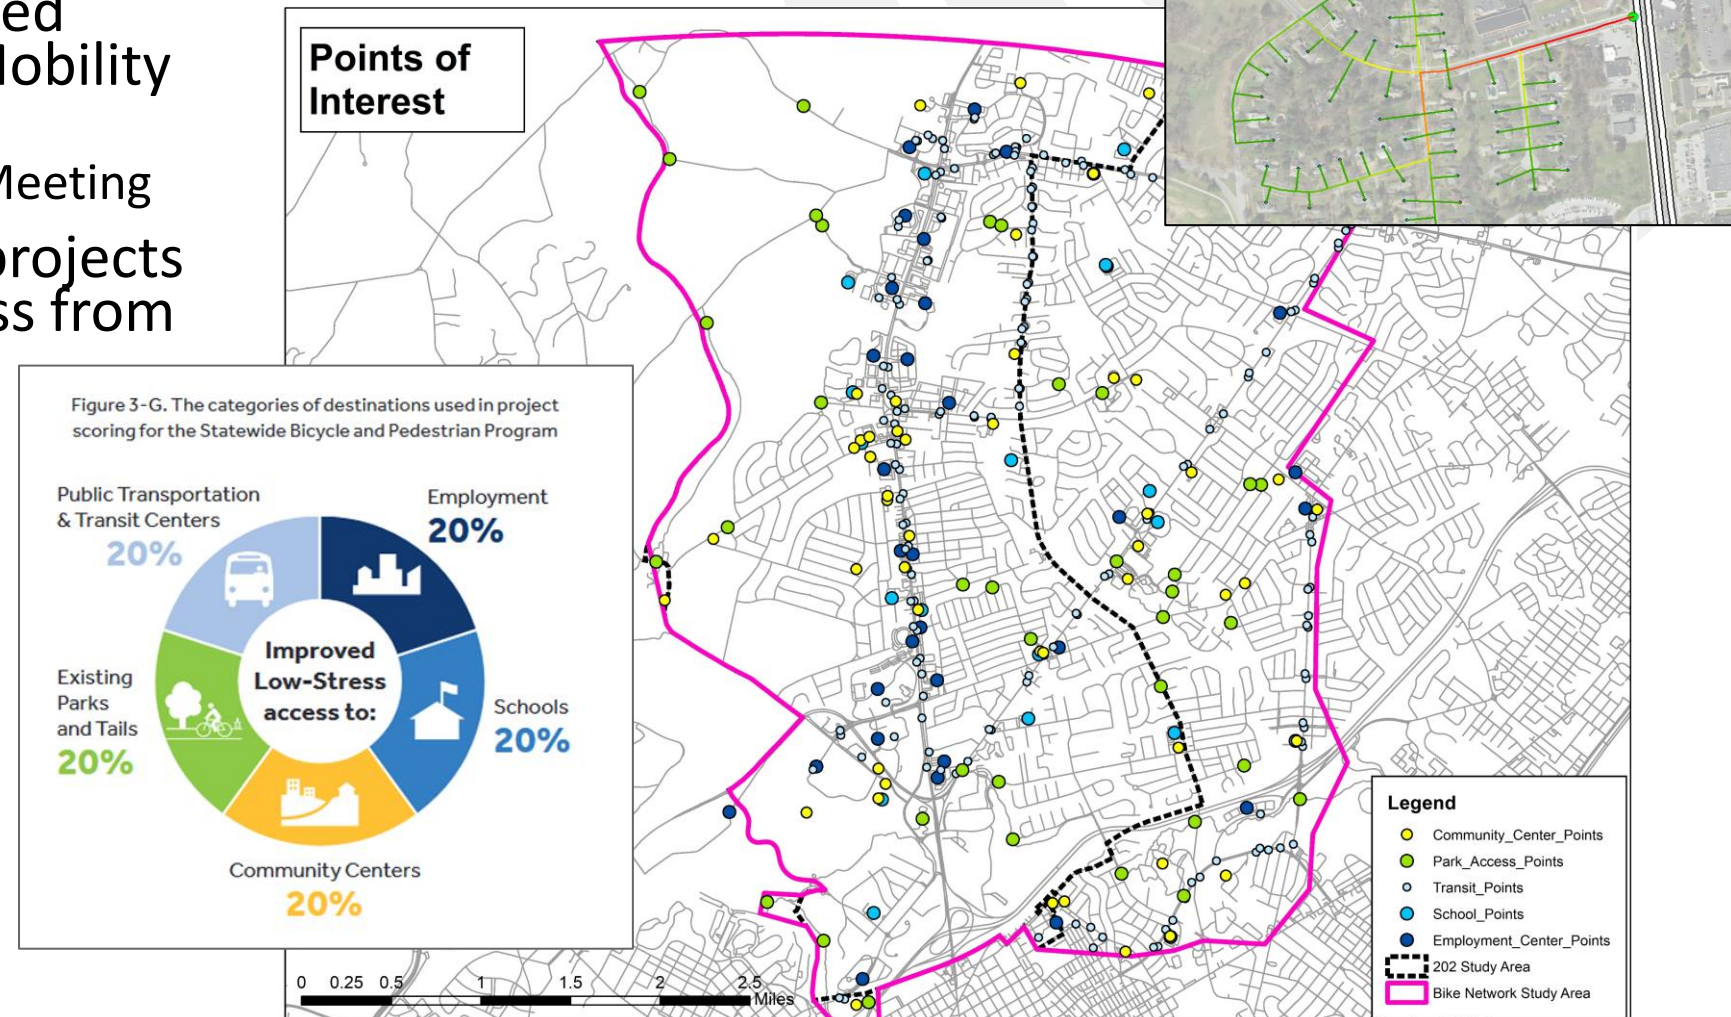 ed
Mobility
Meeting
projects
ss from
Points of
Interest
Figure 3-G. The categories of destinations used in project
scoring for the Statewide Bicycle and Pedestrian Program
Public Transportation
& Transit Centers
20%
Employment
20%
Improved
Low-Stress
access to:
Existing
Parks
and Tails
20%
Schools
20%
Community Centers
20%
0 0.25 0.5 1 1.5 2 2.5
Miles
Legend
Community_Center_Points
Park_Access_Points
Transit_Points
School_Points
Employment_Center_Points
202 Study Area
Bike Network Study Area